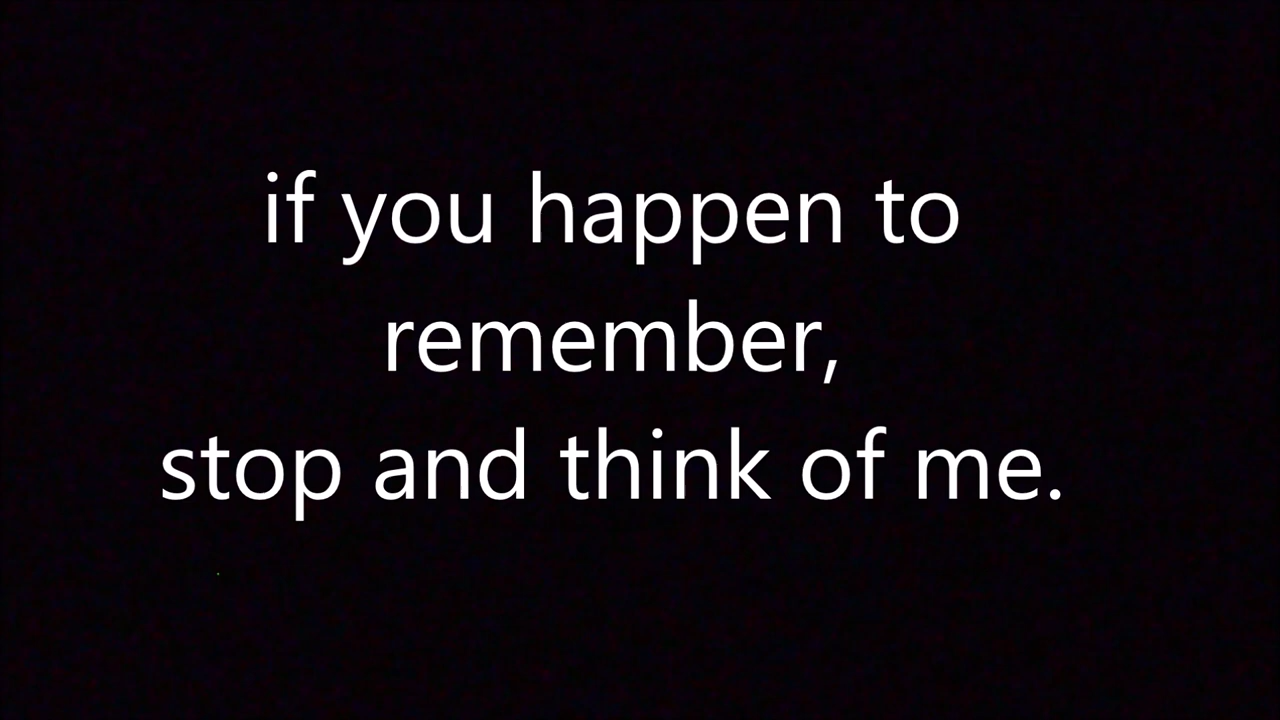 if you happen to
remember,
stop and think of me.